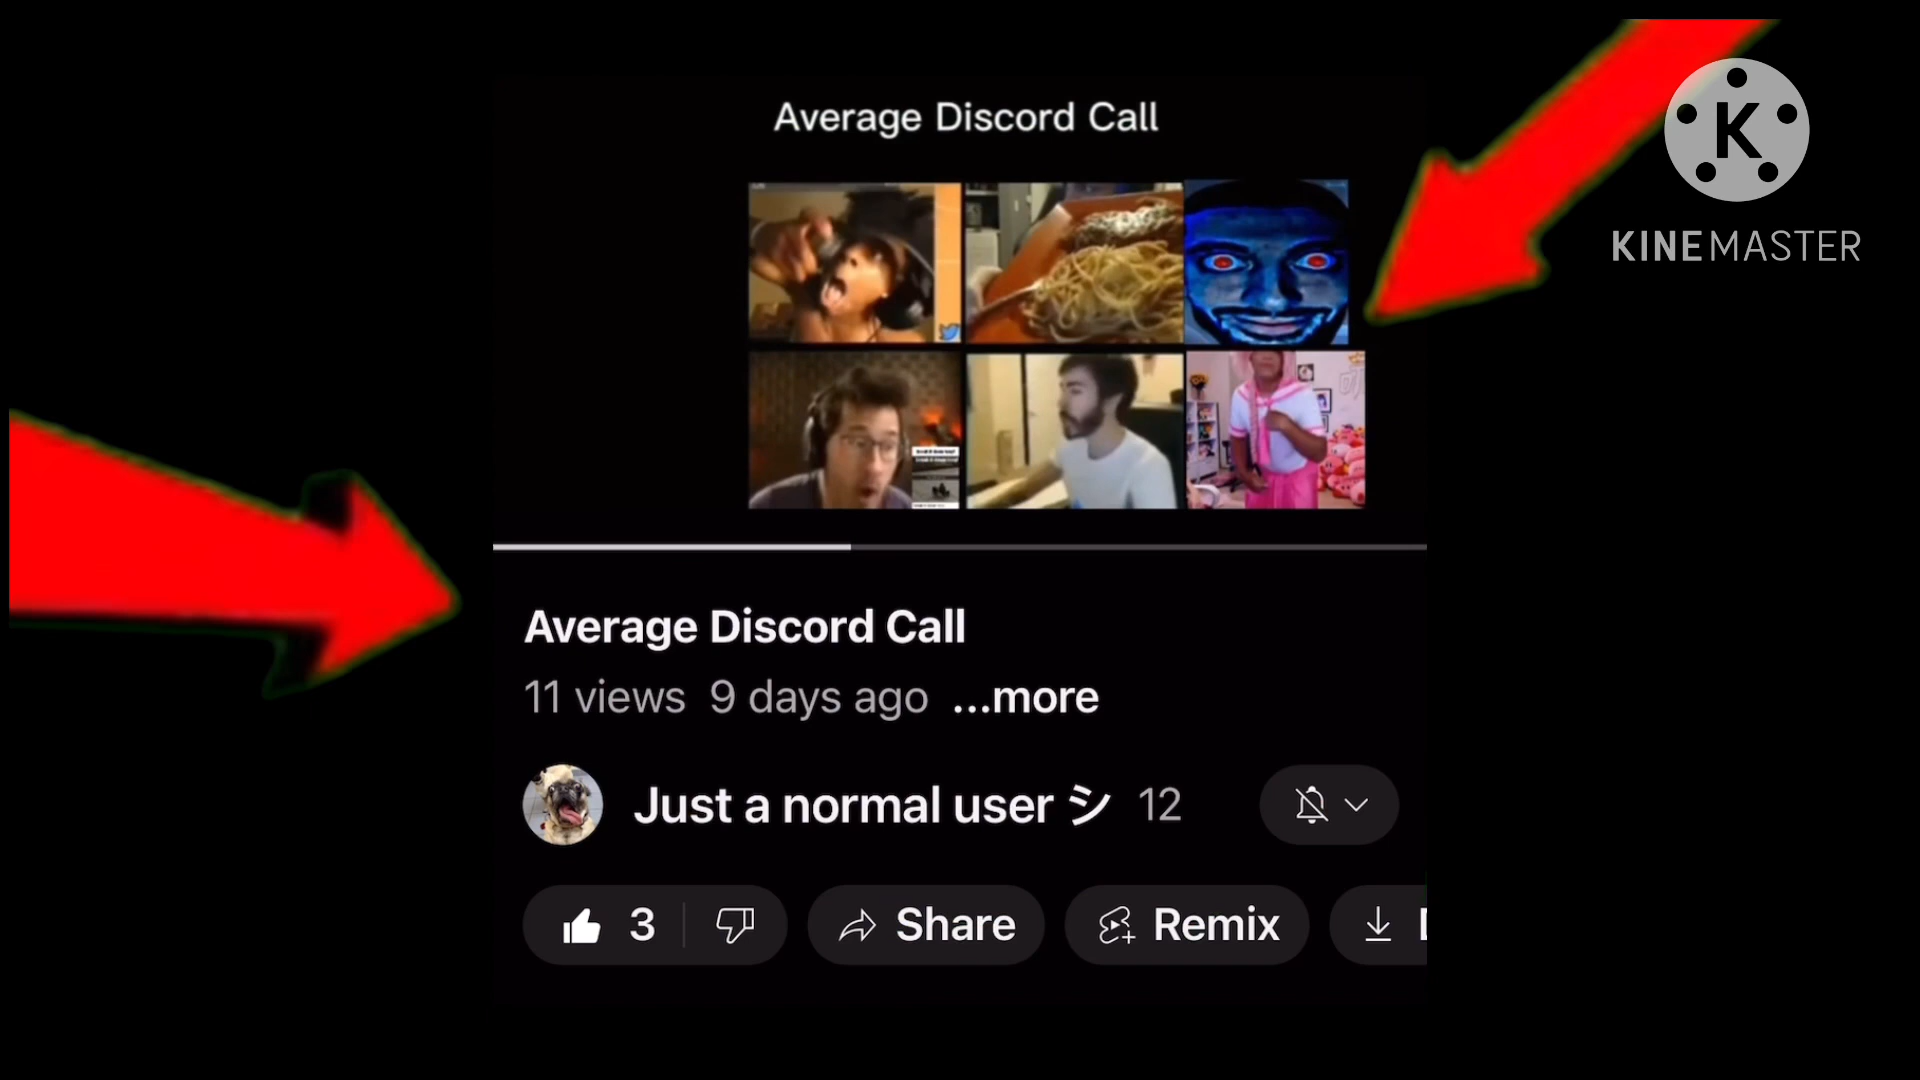 Average Discord Call
K
KINEMASTER
Average Discord Call
11 views 9 days ago ...more
Just a normal user シ 12
3 Share Remix